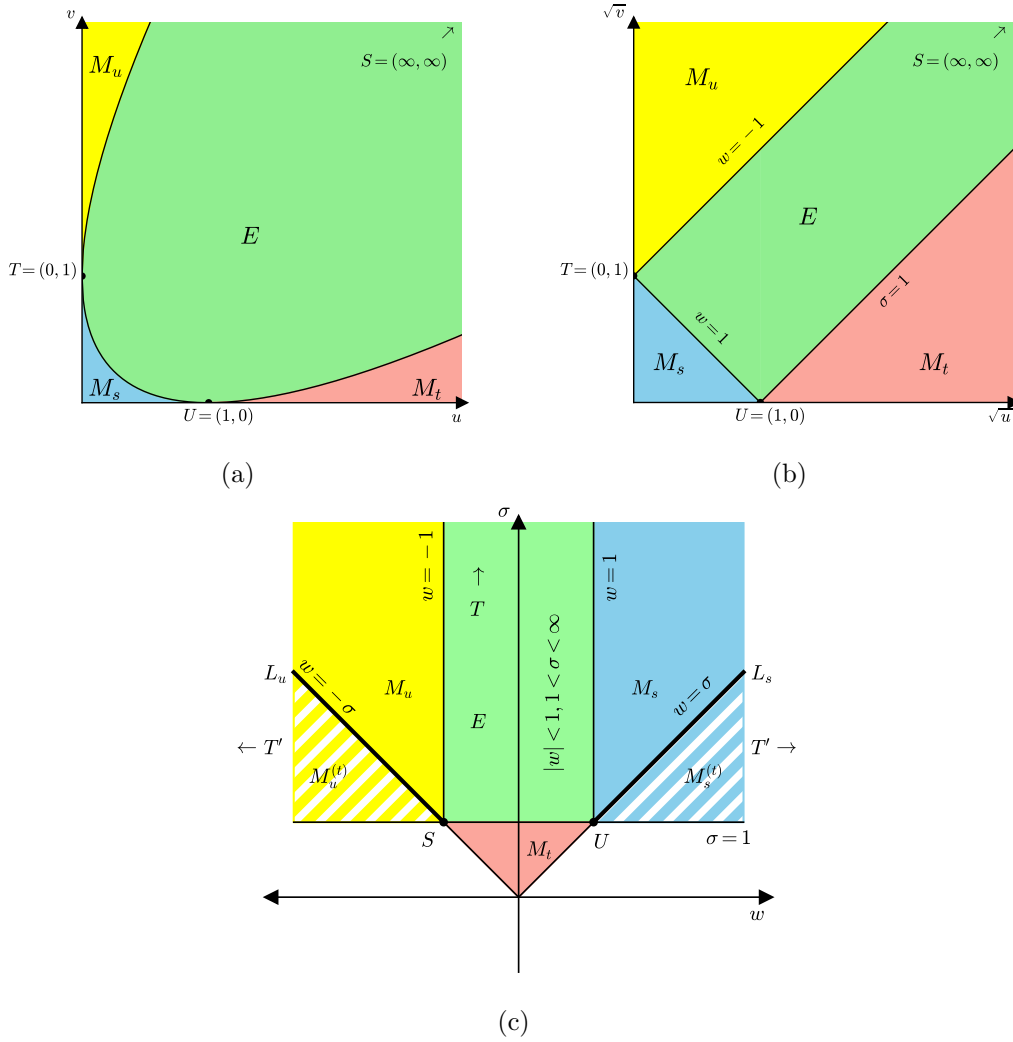 v
M_u
↗
S = (∞, ∞)
E
T = (0, 1)
M_s
M_t
U = (1, 0)
u
(a)
√v
M_u
↗
S = (∞, ∞)
w = −1
E
T = (0, 1)
σ = 1
w = 1
M_s
M_t
U = (1, 0)
√u
(b)
σ
w = −1
↑
T
w = 1
|w| < 1, 1 < σ < ∞
L_u
w = −σ
M_u
M_s
w = σ
L_s
E
← T′
T′ →
M_u^{(t)}
M_s^{(t)}
S
M_t
U
σ = 1
w
(c)